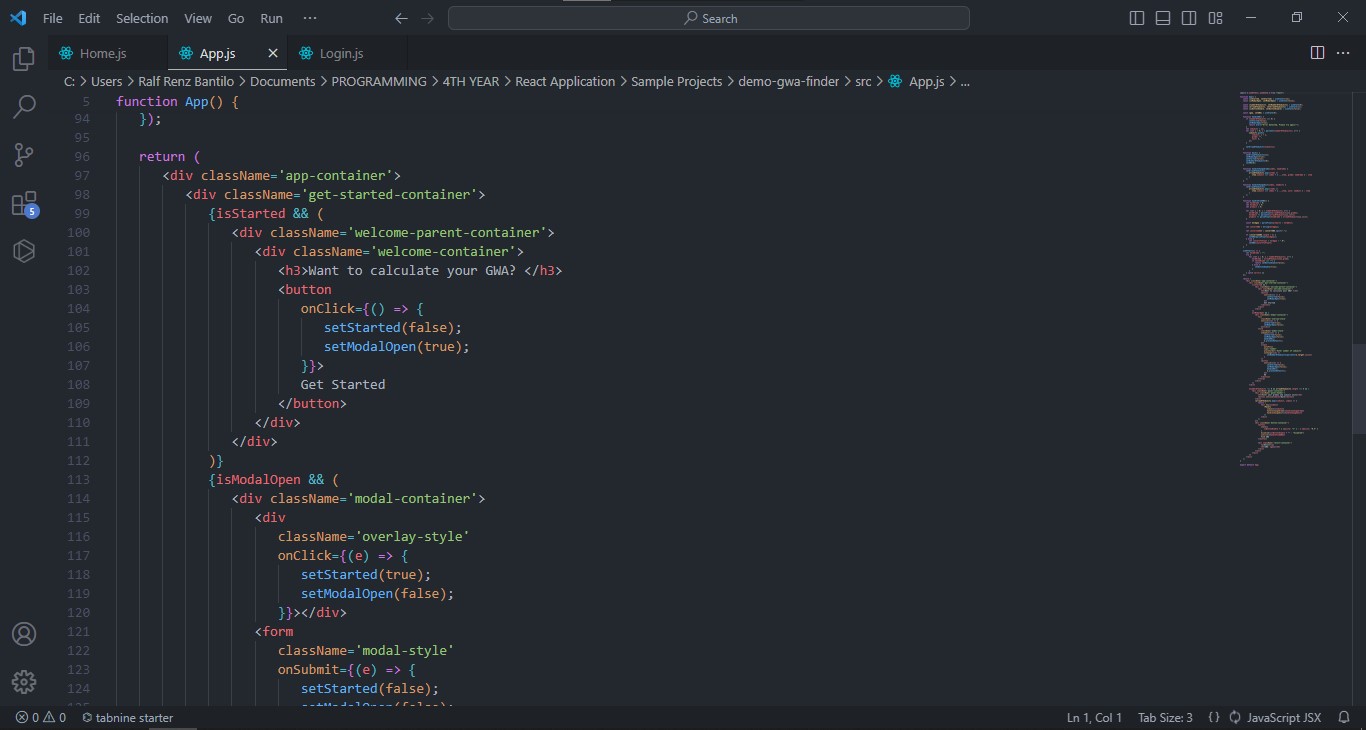 File Edit Selection View Go Run ··· Search
Home.js App.js Login.js
C: > Users > Ralf Renz Bantilo > Documents > PROGRAMMING > 4TH YEAR > React Application > Sample Projects > demo-gwa-finder > src > App.js > ...
5 function App() {
94 });
95
96 return (
97 <div className='app-container'>
98 <div className='get-started-container'>
99 {isStarted && (
100 <div className='welcome-parent-container'>
101 <div className='welcome-container'>
102 <h3>Want to calculate your GWA? </h3>
103 <button
104 onClick={() => {
105 setStarted(false);
106 setModalOpen(true);
107 }}>
108 Get Started
109 </button>
110 </div>
111 </div>
112 )}
113 {isModalOpen && (
114 <div className='modal-container'>
115 <div
116 className='overlay-style'
117 onClick={(e) => {
118 setStarted(true);
119 setModalOpen(false);
120 }}></div>
121 <form
122 className='modal-style'
123 onSubmit={(e) => {
124 setStarted(false);
5
0 0 tabnine starter Ln 1, Col 1 Tab Size: 3 {} JavaScript JSX